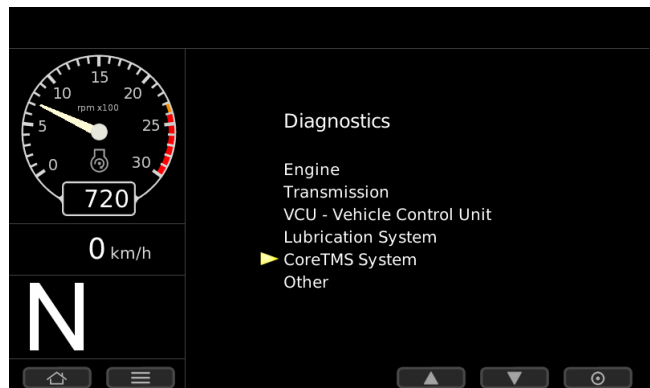 15
10
20
rpm x100
5
25
0
30
720
0 km/h
N
Diagnostics
Engine
Transmission
VCU - Vehicle Control Unit
Lubrication System
CoreTMS System
Other